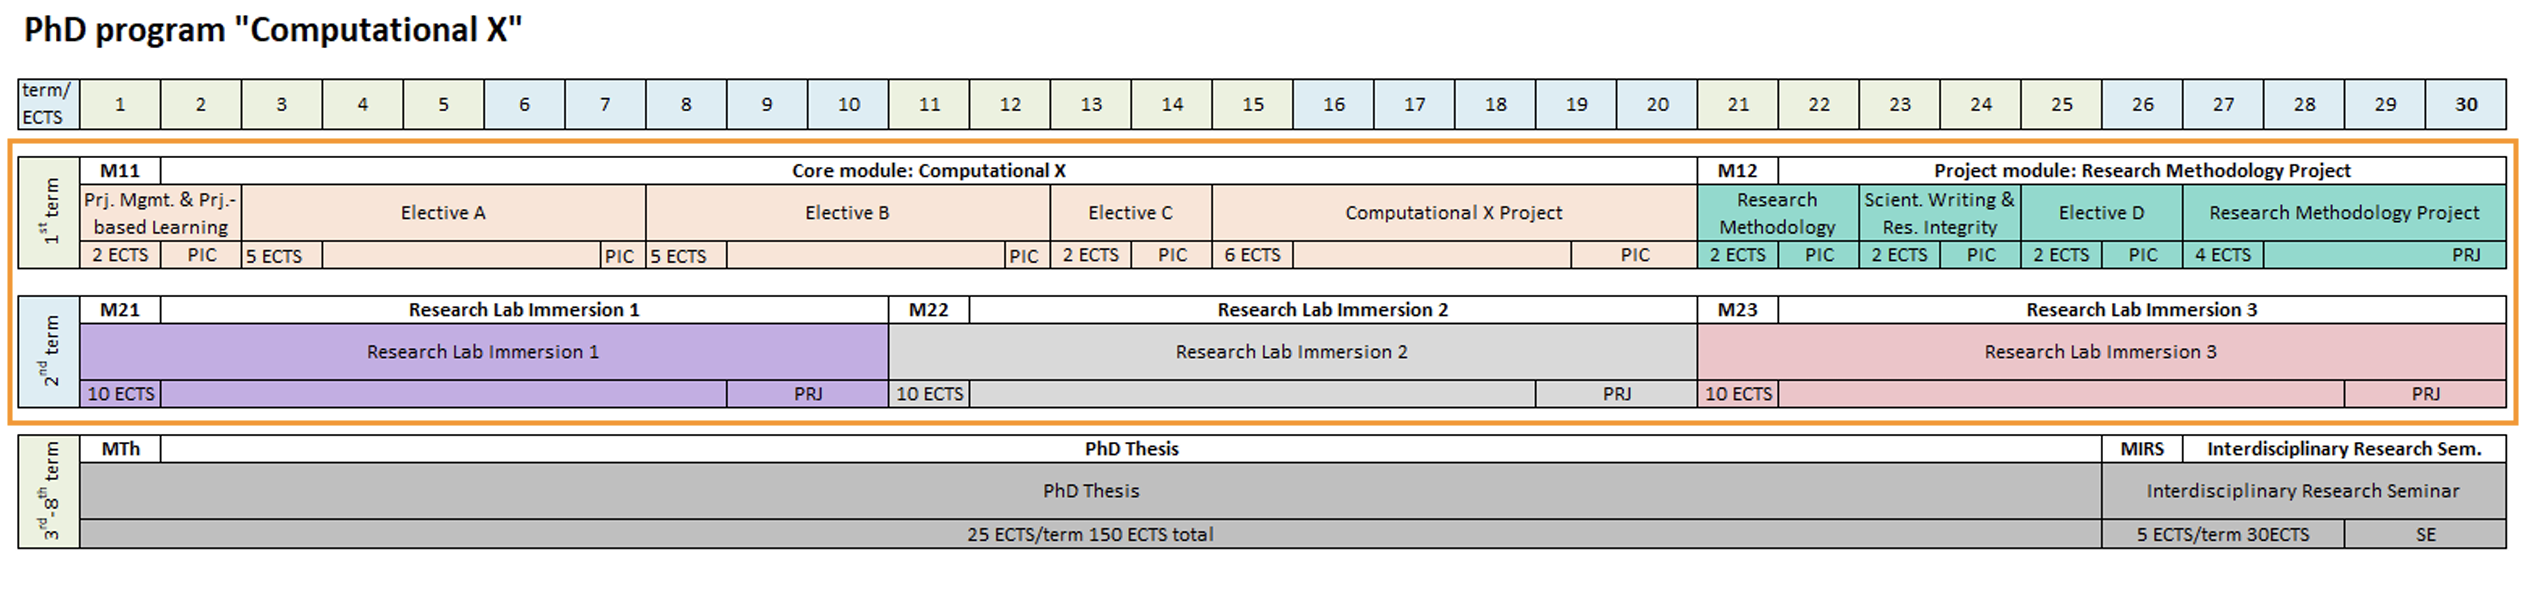 PhD program "Computational X"
term/
ECTS 1 2 3 4 5 6 7 8 9 10 11 12 13 14 15 16 17 18 19 20 21 22 23 24 25 26 27 28 29 30
1st term
M11 Core module: Computational X M12 Project module: Research Methodology Project
Prj. Mgmt. & Prj.-
based Learning
Elective A
Elective B
Elective C
Computational X Project
Research
Methodology
Scient. Writing &
Res. Integrity
Elective D
Research Methodology Project
2 ECTS PIC 5 ECTS PIC 5 ECTS PIC 2 ECTS PIC 6 ECTS PIC 2 ECTS PIC 2 ECTS PIC 2 ECTS PIC 4 ECTS PRJ
2nd term
M21 Research Lab Immersion 1 M22 Research Lab Immersion 2 M23 Research Lab Immersion 3
Research Lab Immersion 1 Research Lab Immersion 2 Research Lab Immersion 3
10 ECTS PRJ 10 ECTS PRJ 10 ECTS PRJ
3rd-8th term
MTh PhD Thesis MIRS Interdisciplinary Research Sem.
PhD Thesis Interdisciplinary Research Seminar
25 ECTS/term 150 ECTS total 5 ECTS/term 30ECTS SE